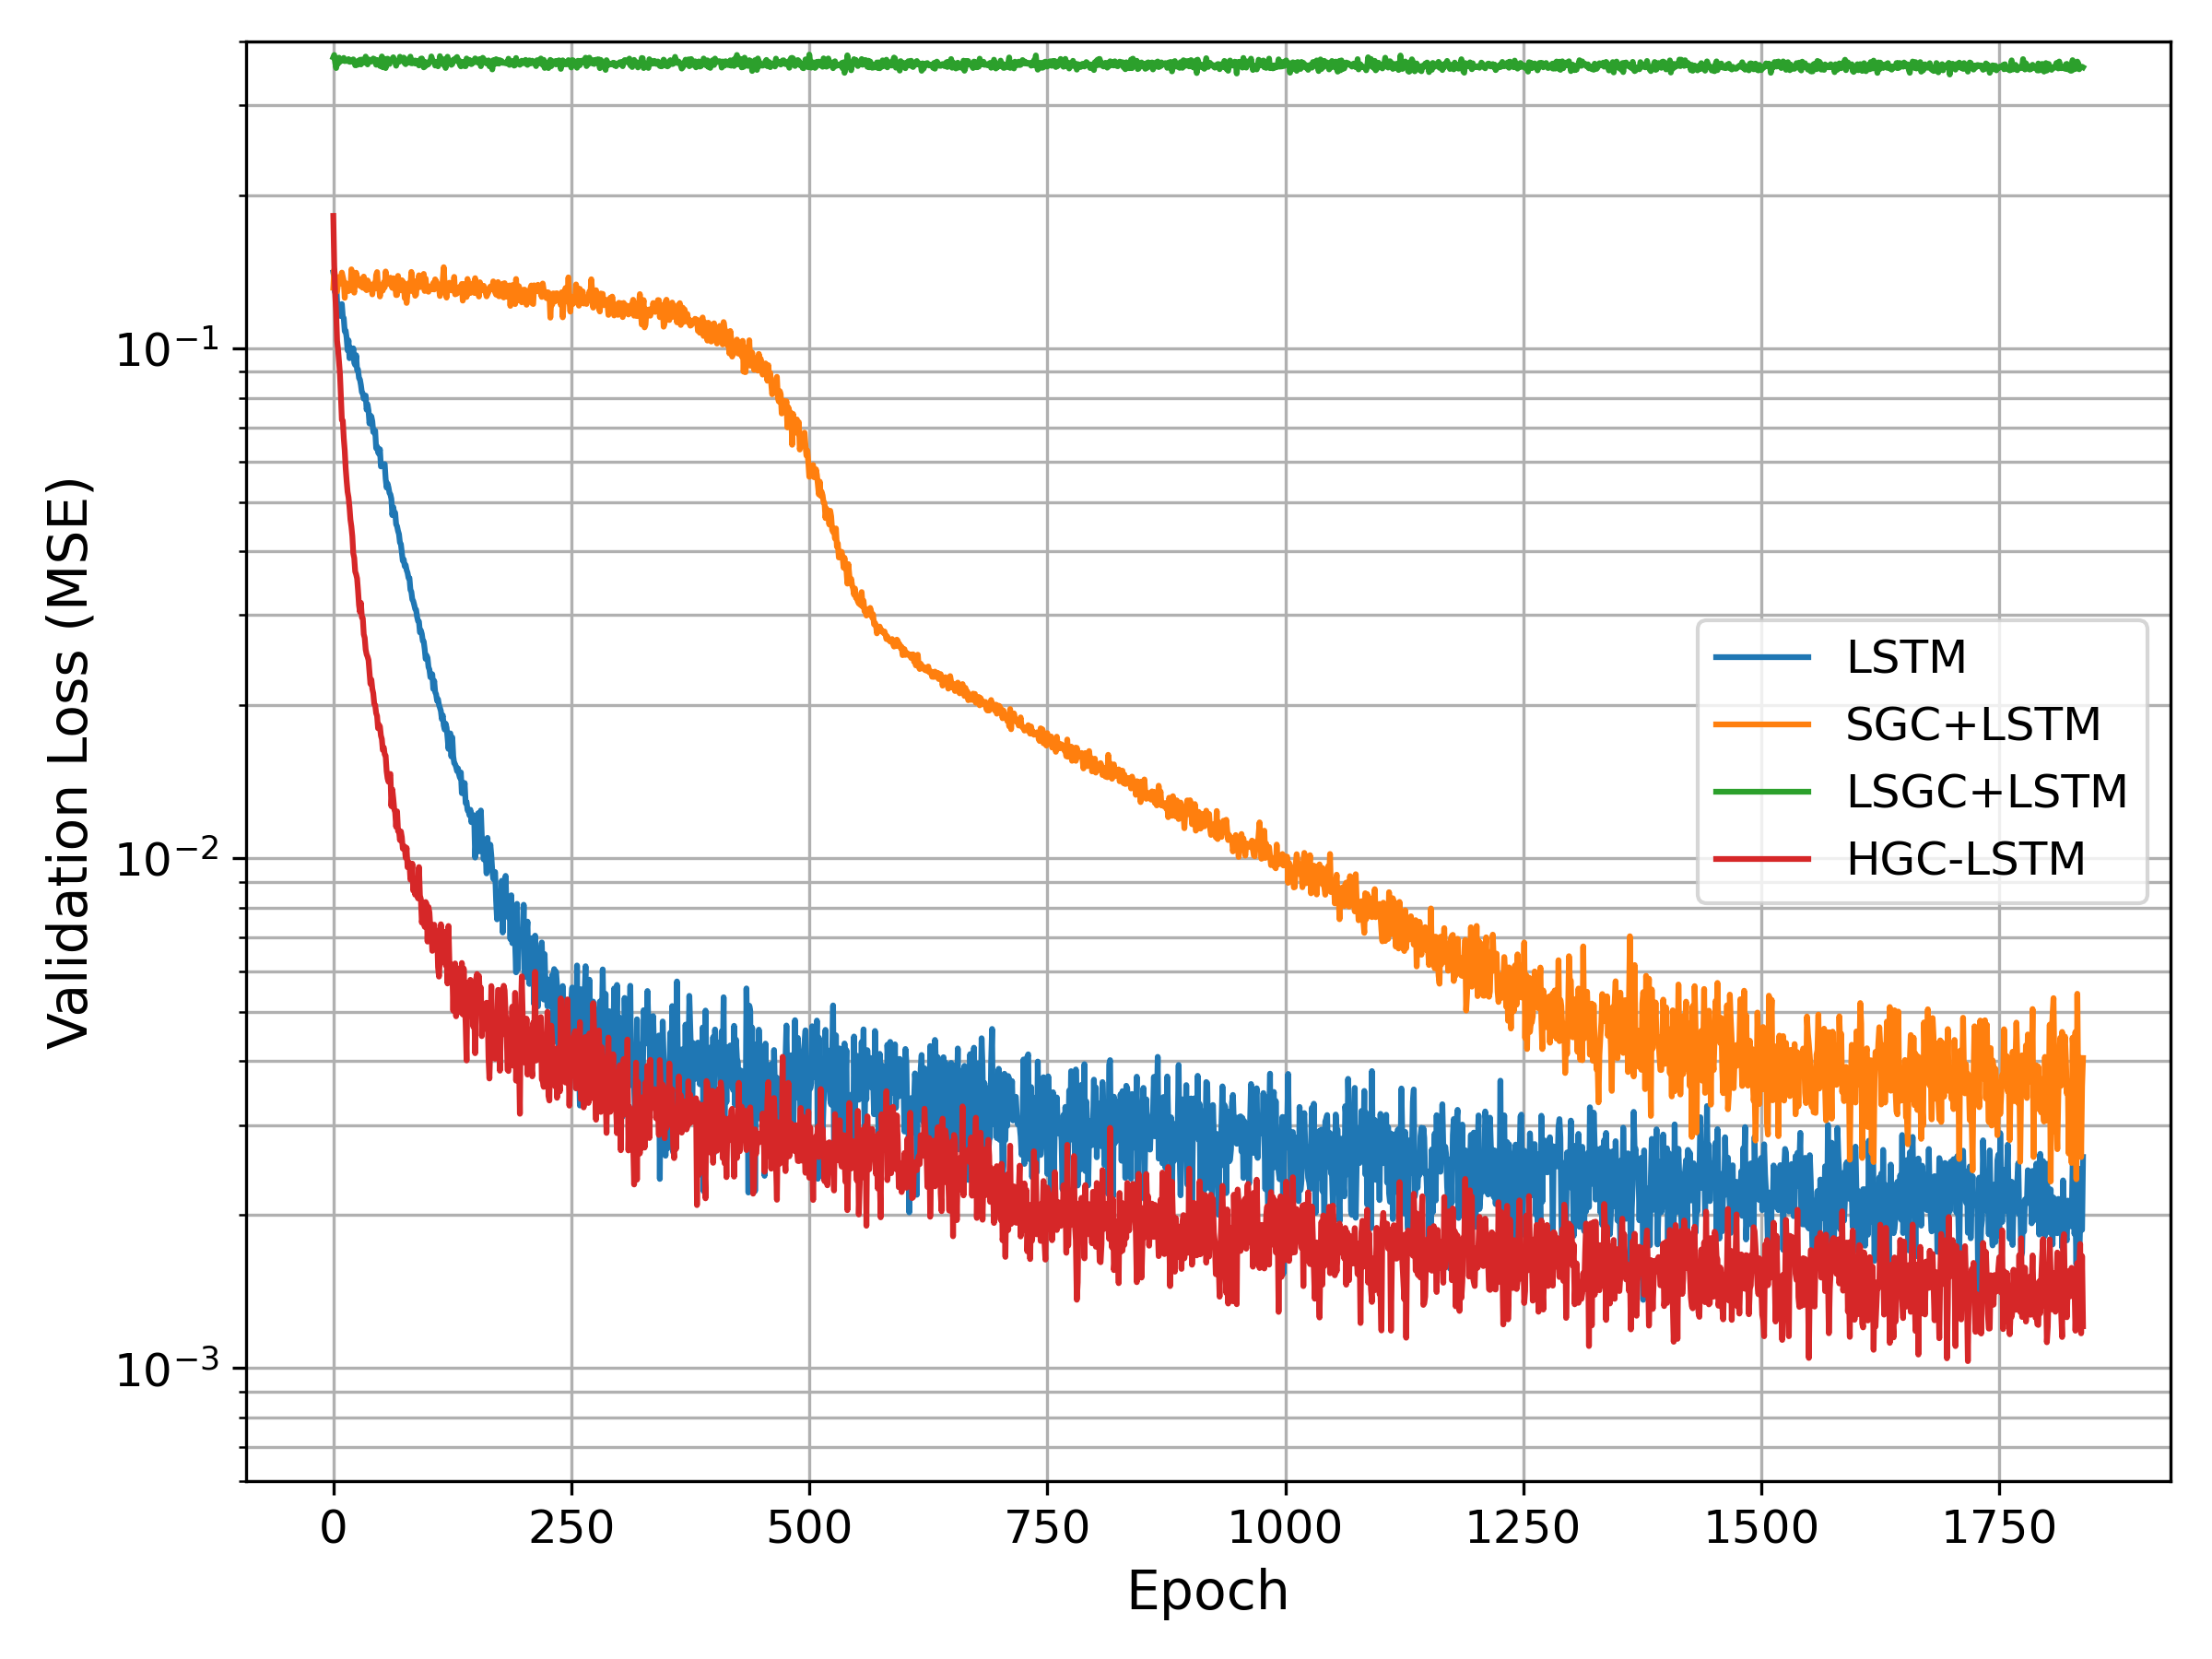 Validation Loss (MSE)
10⁻¹
10⁻²
10⁻³
LSTM
SGC+LSTM
LSGC+LSTM
HGC-LSTM
0 250 500 750 1000 1250 1500 1750
Epoch